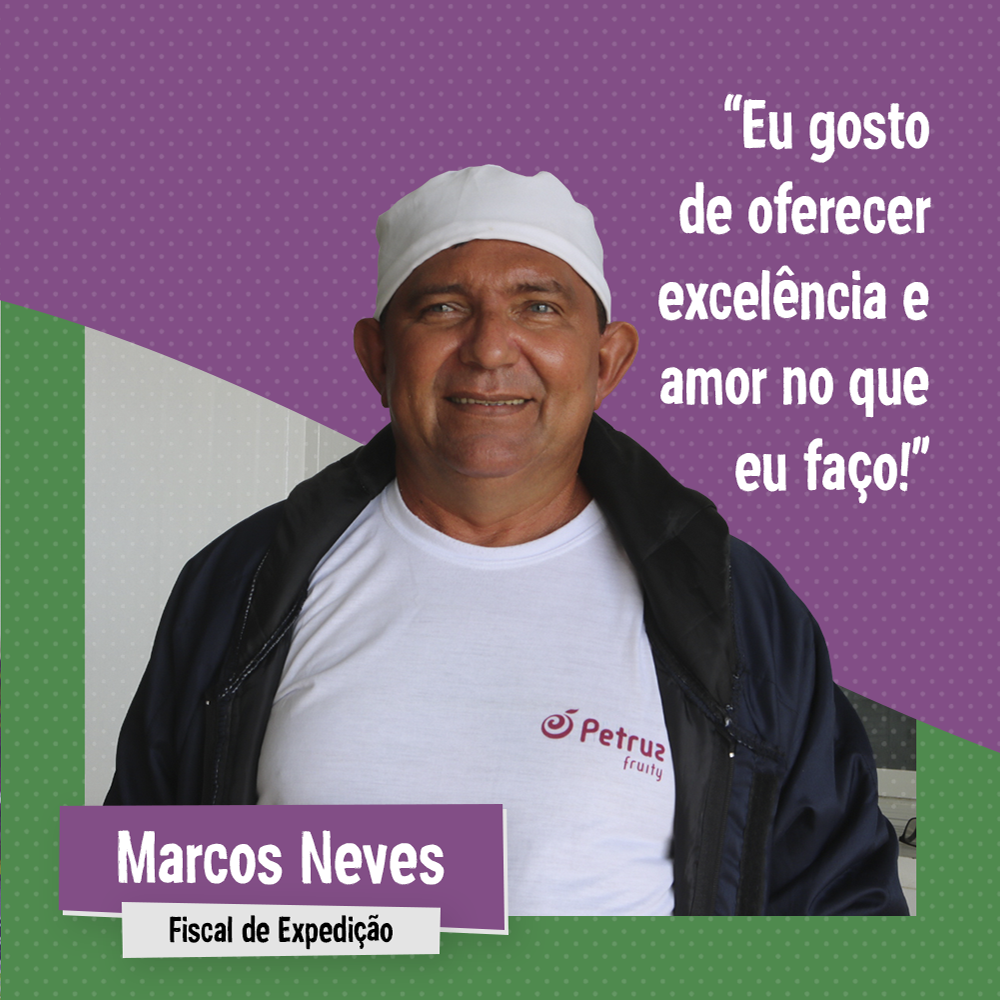 “Eu gosto
de oferecer
excelência e
amor no que
eu faço!”
Petruz
fruity
Marcos Neves
Fiscal de Expedição